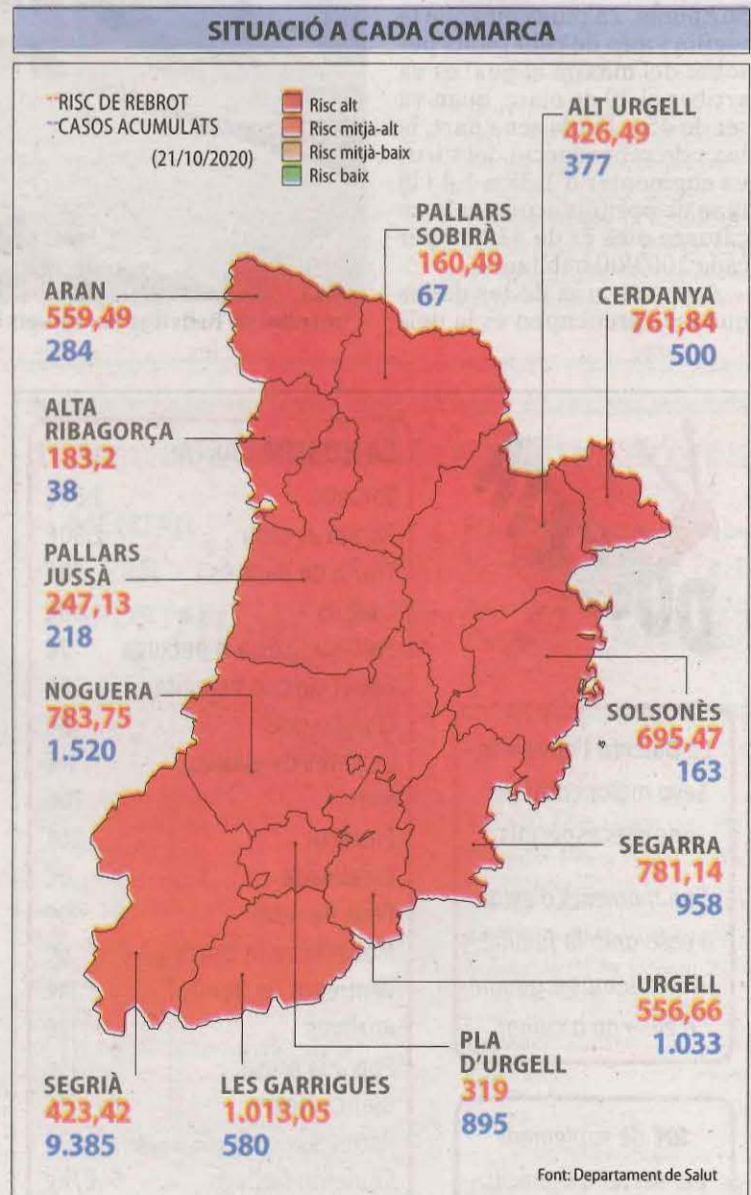 SITUACIÓ A CADA COMARCA
RISC DE REBROT
CASOS ACUMULATS
(21/10/2020)
Risc alt
Risc mitjà-alt
Risc mitjà-baix
Risc baix
ALT URGELL
426,49
377
PALLARS
SOBIRÀ
160,49
67
ARAN
559,49
284
CERDANYA
761,84
500
ALTA
RIBAGORÇA
183,2
38
PALLARS
JUSSÀ
247,13
218
NOGUERA
783,75
1.520
SOLSONÈS
695,47
163
SEGARRA
781,14
958
URGELL
556,66
1.033
PLA
D'URGELL
319
895
SEGRIÀ
423,42
9.385
LES GARRIGUES
1.013,05
580
Font: Departament de Salut